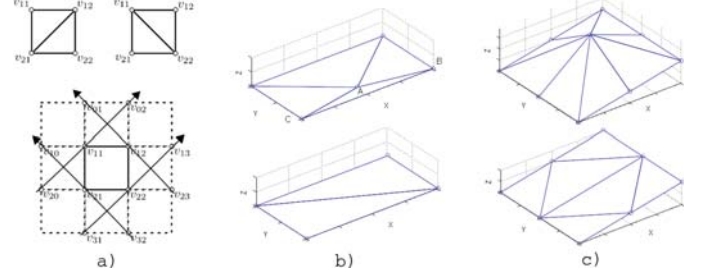 v11 v12 v11 v12
v21 v22 v21 v22
v01 v02
v10 v11 v12 v13
v20 v21 v22 v23
v31 v32
Z Y X A B C
Z Y X
Z Y X
Z Y X
a) b) c)